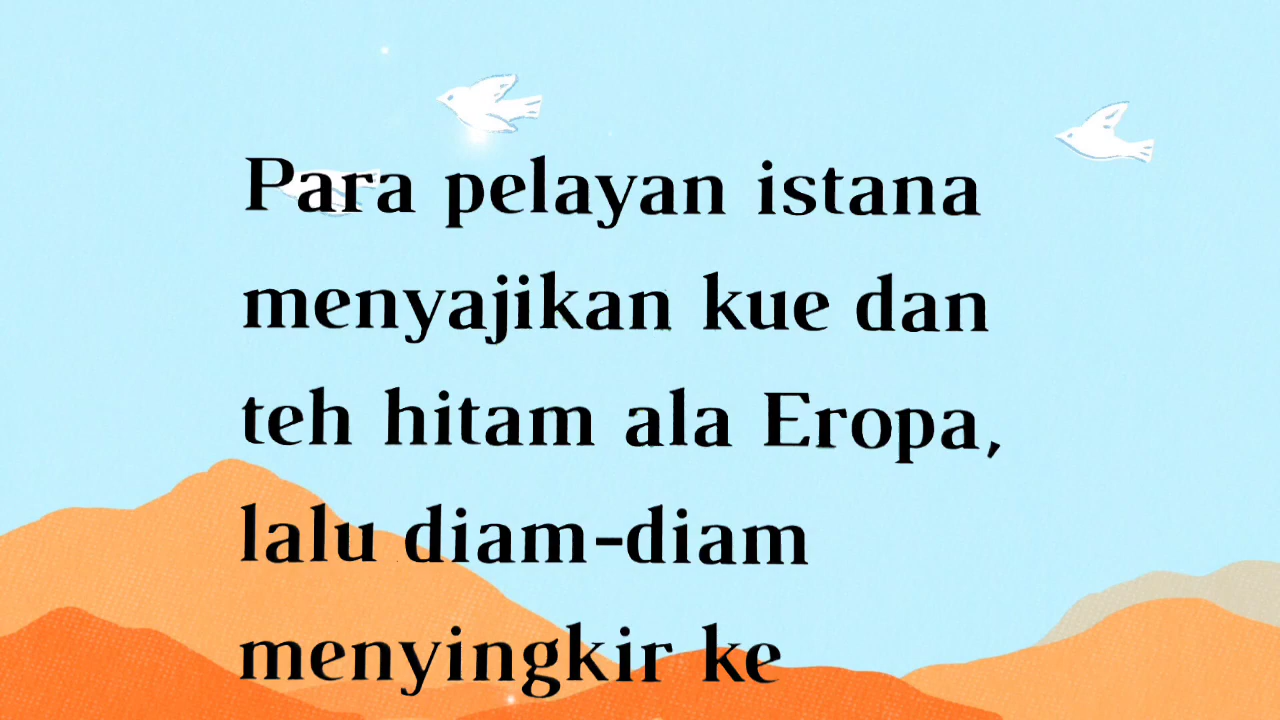 Para pelayan istana
menyajikan kue dan
teh hitam ala Eropa,
lalu diam-diam
menyingkir ke